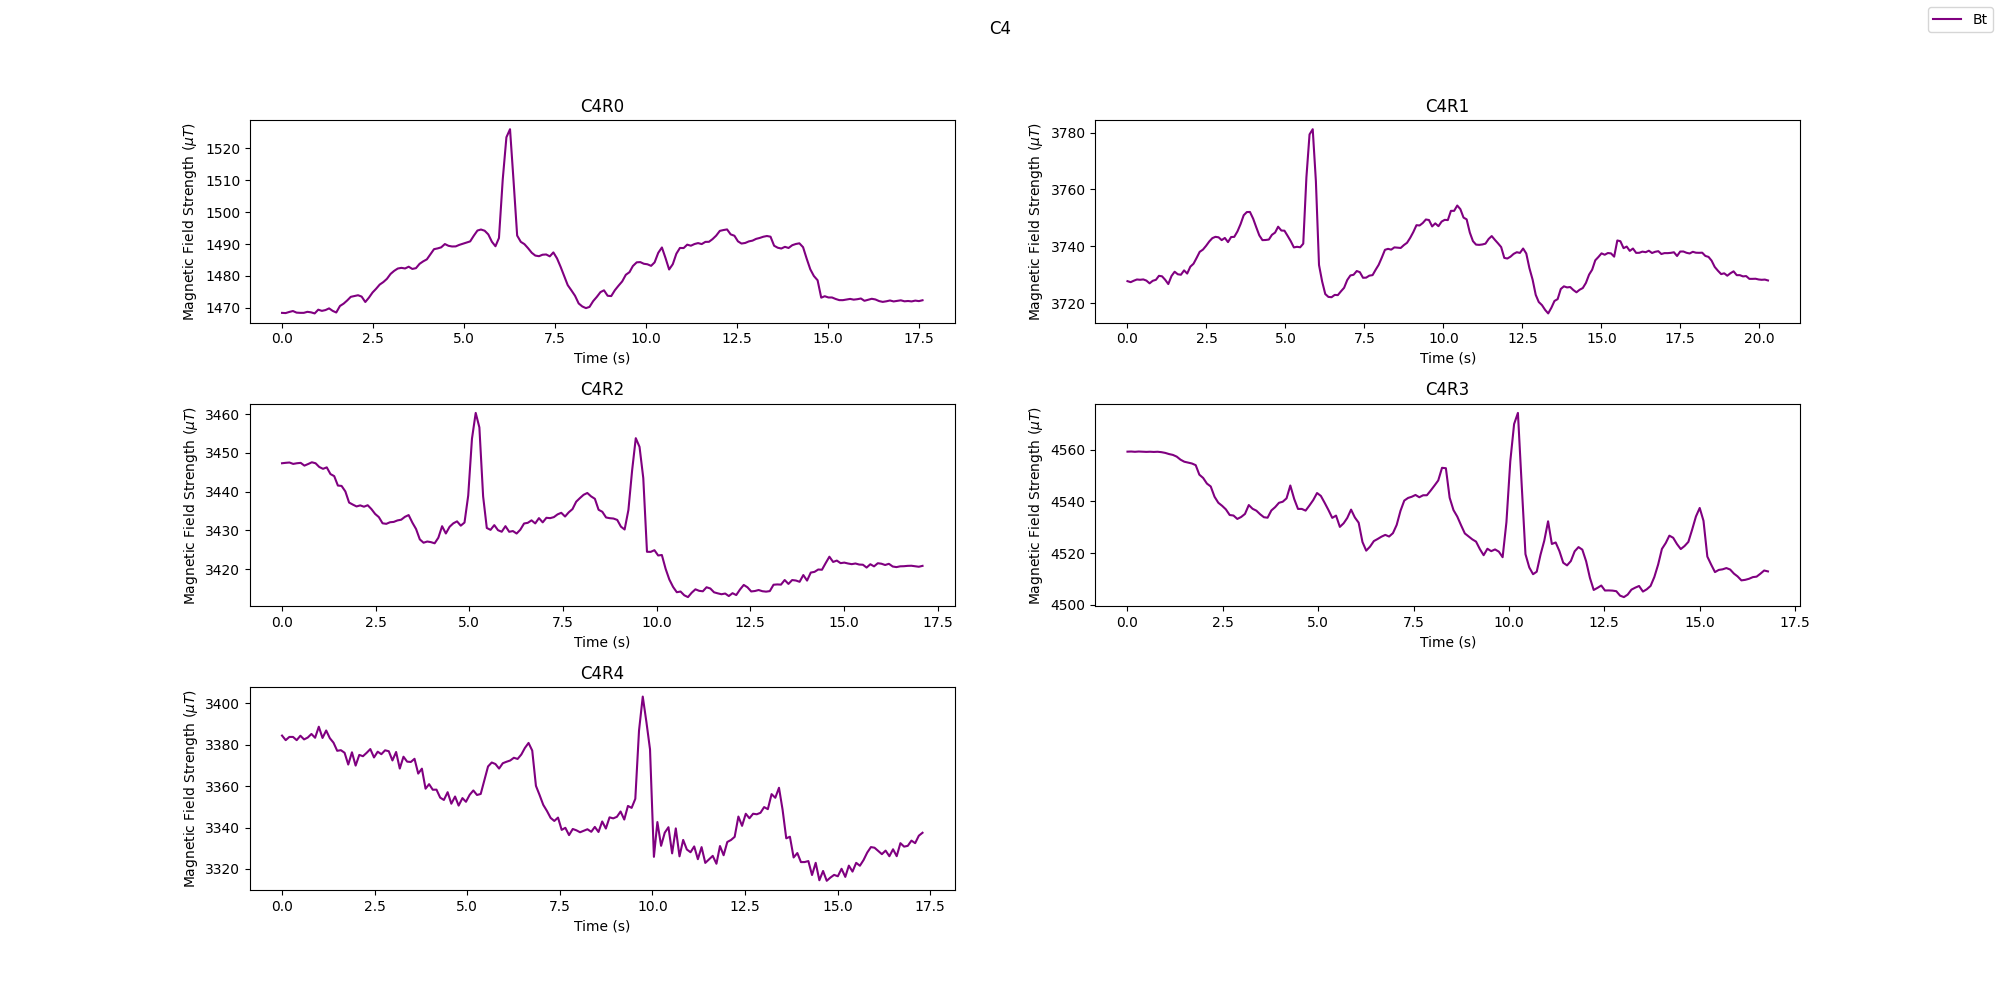 C4
Bt
C4R0
Magnetic Field Strength (μT)
1520
1510
1500
1490
1480
1470
0.0 2.5 5.0 7.5 10.0 12.5 15.0 17.5
Time (s)
C4R1
Magnetic Field Strength (μT)
3780
3760
3740
3720
0.0 2.5 5.0 7.5 10.0 12.5 15.0 17.5 20.0
Time (s)
C4R2
Magnetic Field Strength (μT)
3460
3450
3440
3430
3420
0.0 2.5 5.0 7.5 10.0 12.5 15.0 17.5
Time (s)
C4R3
Magnetic Field Strength (μT)
4560
4540
4520
4500
0.0 2.5 5.0 7.5 10.0 12.5 15.0 17.5
Time (s)
C4R4
Magnetic Field Strength (μT)
3400
3380
3360
3340
3320
0.0 2.5 5.0 7.5 10.0 12.5 15.0 17.5
Time (s)